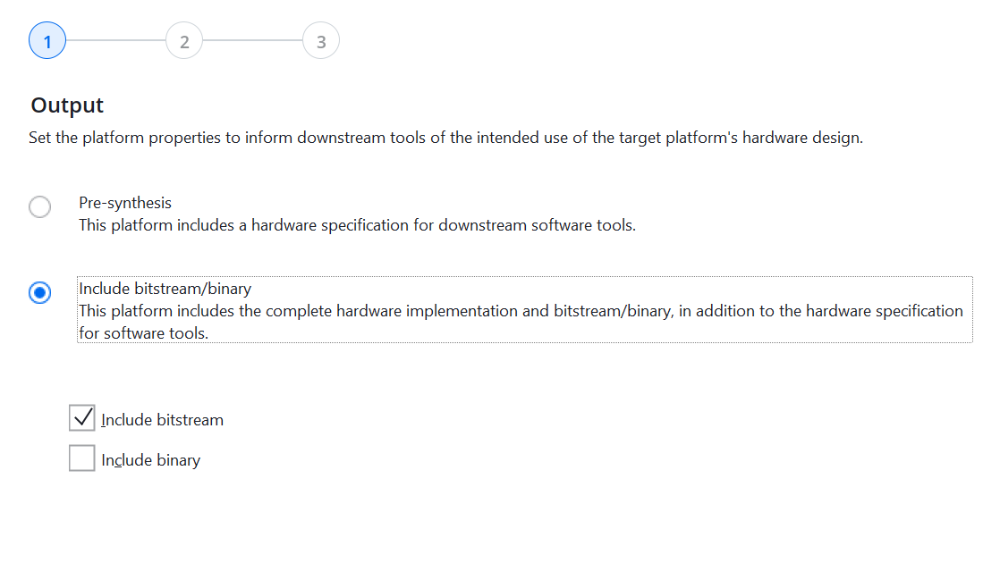 1
2
3
Output
Set the platform properties to inform downstream tools of the intended use of the target platform's hardware design.
Pre-synthesis
This platform includes a hardware specification for downstream software tools.
Include bitstream/binary
This platform includes the complete hardware implementation and bitstream/binary, in addition to the hardware specification
for software tools.
Include bitstream
Include binary